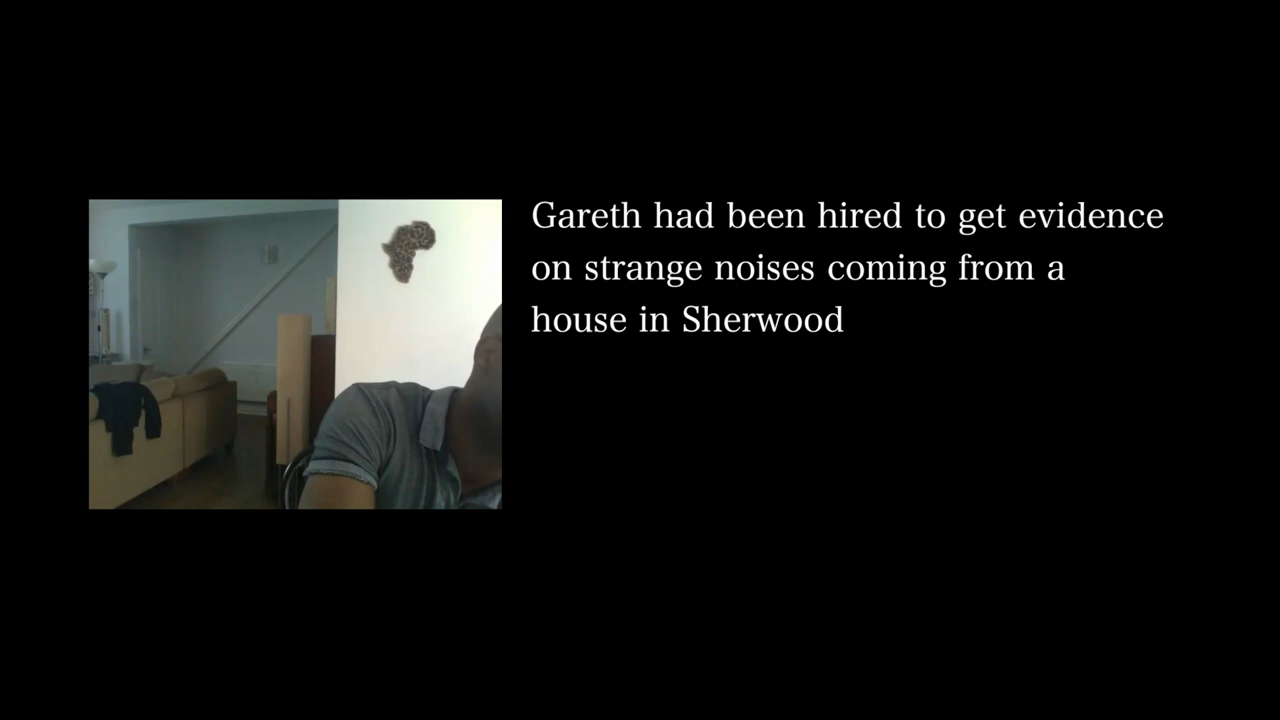 Gareth had been hired to get evidence
on strange noises coming from a
house in Sherwood